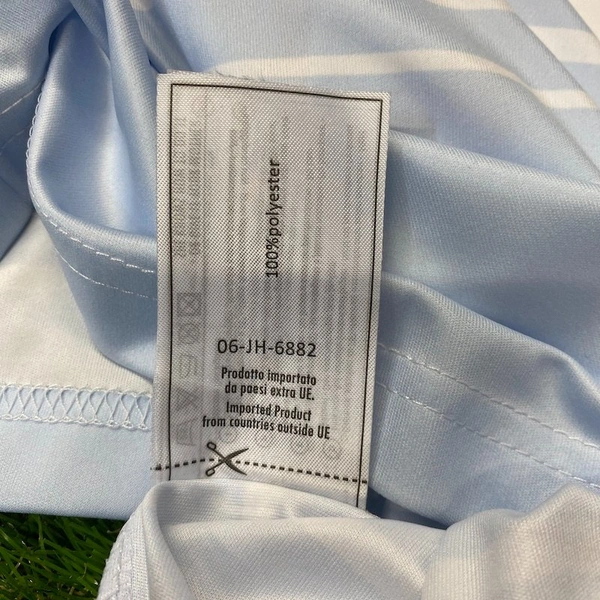 100%polyester
06-JH-6882
Prodotto importato
da paesi extra UE.
Imported Product
from countries outside UE